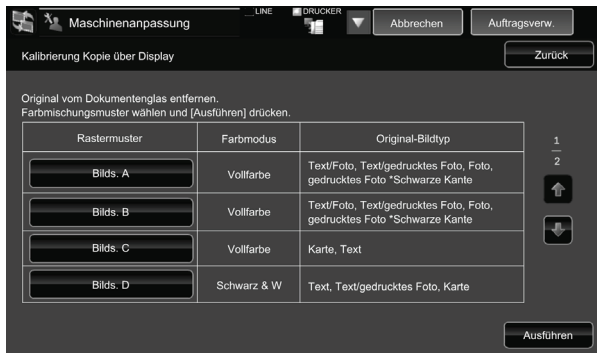 Maschinenanpassung
__LINE
DRUCKER
Abbrechen
Auftragsverw.
Kalibrierung Kopie über Display
Zurück
Original vom Dokumentenglas entfernen.
Farbmischungsmuster wählen und [Ausführen] drücken.
Rastermuster
Farbmodus
Original-Bildtyp
Bilds. A
Vollfarbe
Text/Foto, Text/gedrucktes Foto, Foto,
gedrucktes Foto *Schwarze Kante
Bilds. B
Vollfarbe
Text/Foto, Text/gedrucktes Foto, Foto,
gedrucktes Foto *Schwarze Kante
Bilds. C
Vollfarbe
Karte, Text
Bilds. D
Schwarz & W
Text, Text/gedrucktes Foto, Karte
1
2
Ausführen